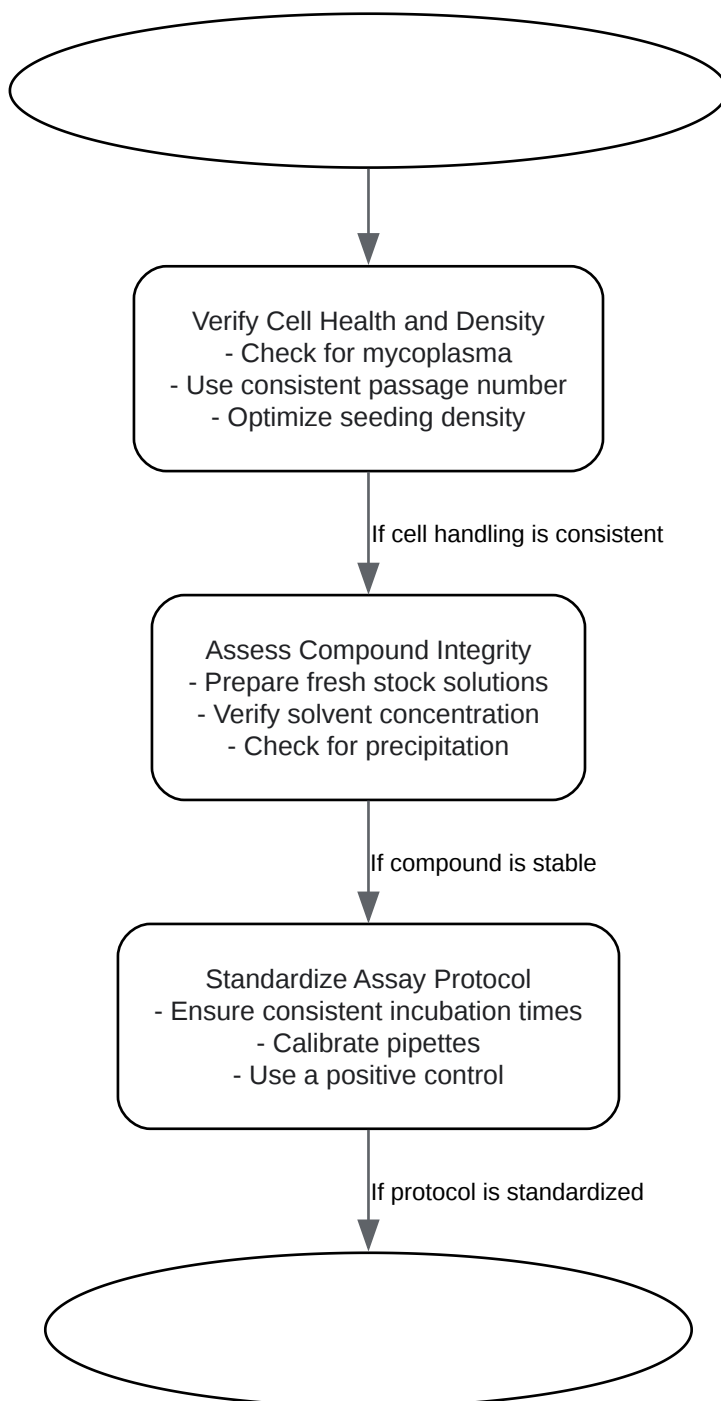 Verify Cell Health and Density
- Check for mycoplasma
- Use consistent passage number
- Optimize seeding density
If cell handling is consistent
Assess Compound Integrity
- Prepare fresh stock solutions
- Verify solvent concentration
- Check for precipitation
If compound is stable
Standardize Assay Protocol
- Ensure consistent incubation times
- Calibrate pipettes
- Use a positive control
If protocol is standardized